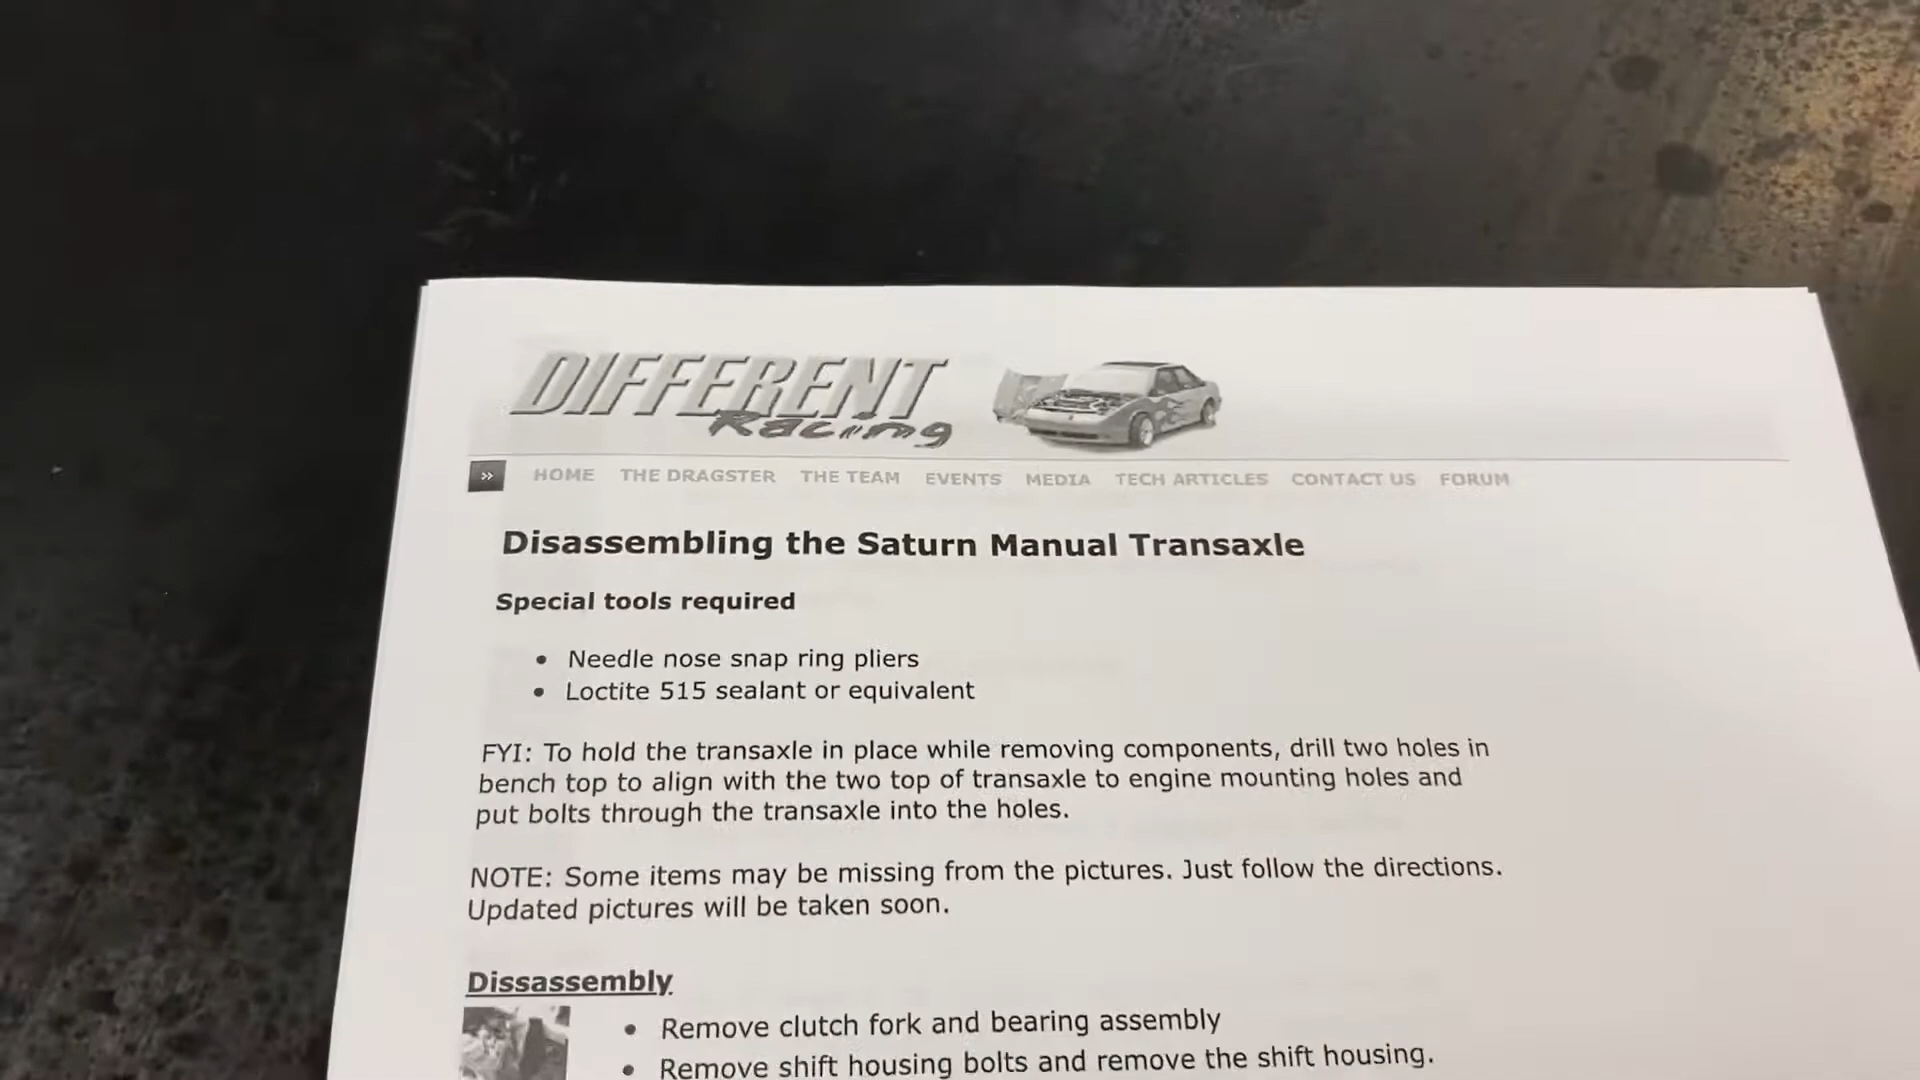 DIFFERENT
Racing
» HOME THE DRAGSTER THE TEAM EVENTS MEDIA TECH ARTICLES CONTACT US FORUM
Disassembling the Saturn Manual Transaxle
Special tools required
• Needle nose snap ring pliers
• Loctite 515 sealant or equivalent
FYI: To hold the transaxle in place while removing components, drill two holes in
bench top to align with the two top of transaxle to engine mounting holes and
put bolts through the transaxle into the holes.
NOTE: Some items may be missing from the pictures. Just follow the directions.
Updated pictures will be taken soon.
Dissassembly
• Remove clutch fork and bearing assembly
• Remove shift housing bolts and remove the shift housing.